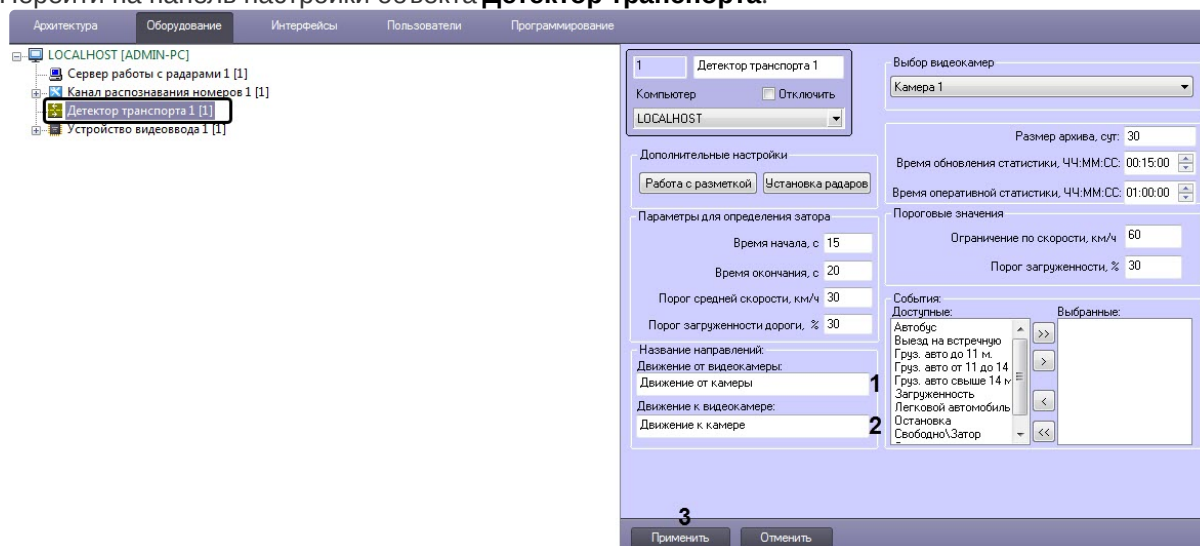 Перейти на панель настройки объекта Детектор транспорта.
Архитектура Оборудование Интерфейсы Пользователи Программирование
LOCALHOST [ADMIN-PC]
Сервер работы с радарами 1 [1]
Канал распознавания номеров 1 [1]
Детектор транспорта 1 [1]
Устройство видеоввода 1 [1]
1 Детектор транспорта 1
Компьютер Отключить
LOCALHOST
Дополнительные настройки
Работа с разметкой Установка радаров
Параметры для определения затора
Время начала, с 15
Время окончания, с 20
Порог средней скорости, км/ч 30
Порог загруженности дороги, % 30
Название направлений:
Движение от видеокамеры:
Движение от камеры 1
Движение к видеокамере:
Движение к камере 2
Выбор видеокамер
Камера 1
Размер архива, сут: 30
Время обновления статистики, ЧЧ:ММ:СС: 00:15:00
Время оперативной статистики, ЧЧ:ММ:СС: 01:00:00
Пороговые значения
Ограничение по скорости, км/ч 60
Порог загруженности, % 30
События:
Доступные: Выбранные:
Автобус
Выезд на встречную
Груз. авто до 11 м.
Груз. авто от 11 до 14
Груз. авто свыше 14 м
Загруженность
Легковой автомобиль
Остановка
Свободно\Затор
>>
>
<
<<
3
Применить Отменить